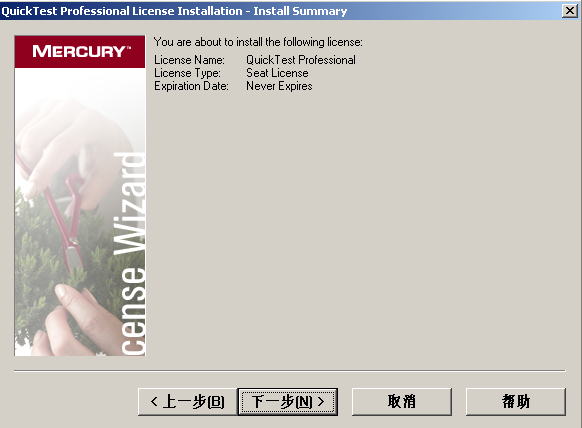 QuickTest Professional License Installation - Install Summary
MERCURY™
cense Wizard
You are about to install the following license:
License Name: QuickTest Professional
License Type: Seat License
Expiration Date: Never Expires
< 上一步(B) 下一步(N) > 取消 帮助